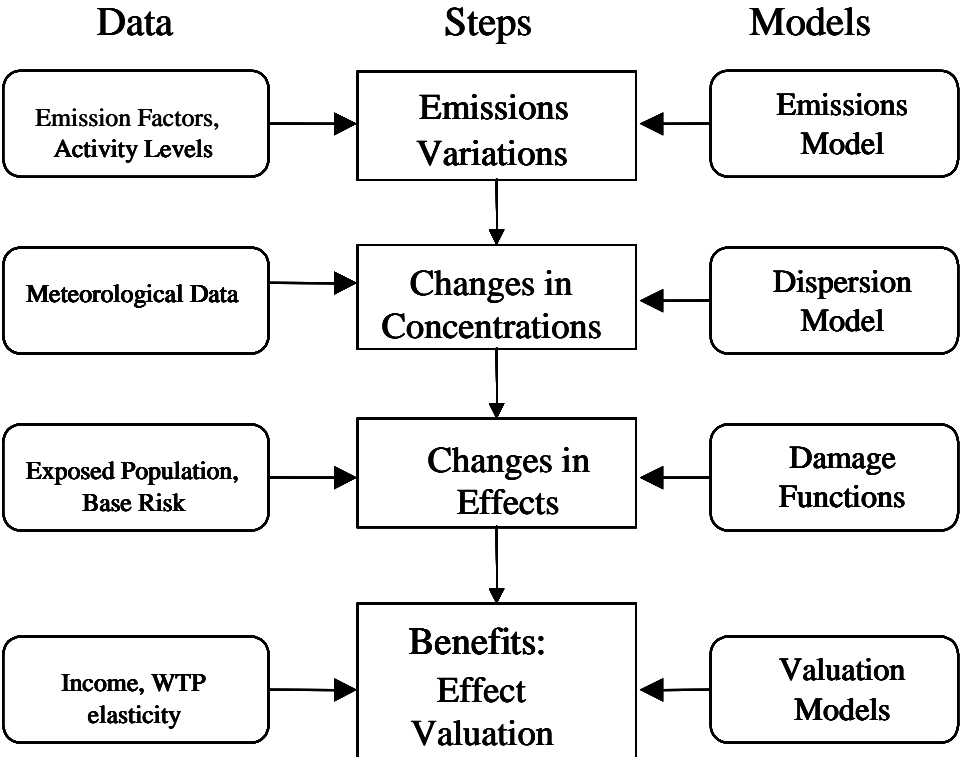 Data
Steps
Models
Emission Factors,
Activity Levels
Emissions
Variations
Emissions
Model
Meteorological Data
Changes in
Concentrations
Dispersion
Model
Exposed Population,
Base Risk
Changes in
Effects
Damage
Functions
Income, WTP
elasticity
Benefits:
Effect
Valuation
Valuation
Models